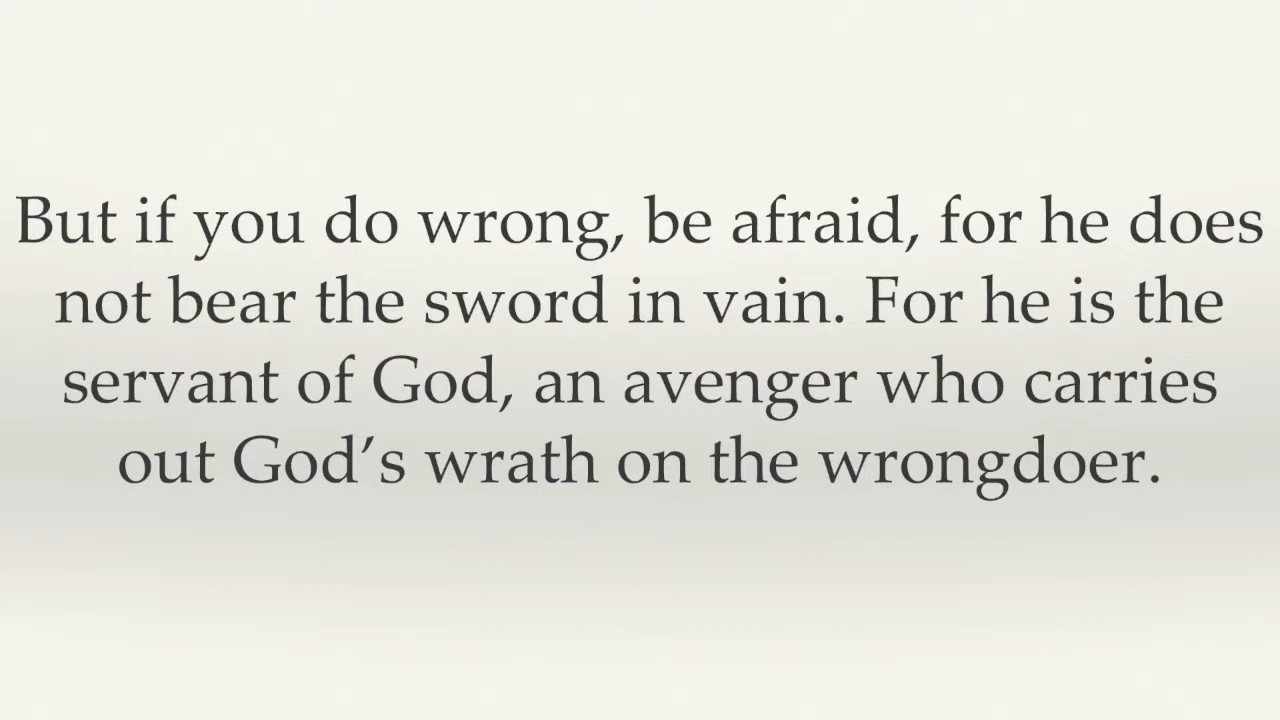 But if you do wrong, be afraid, for he does
not bear the sword in vain. For he is the
servant of God, an avenger who carries
out God’s wrath on the wrongdoer.